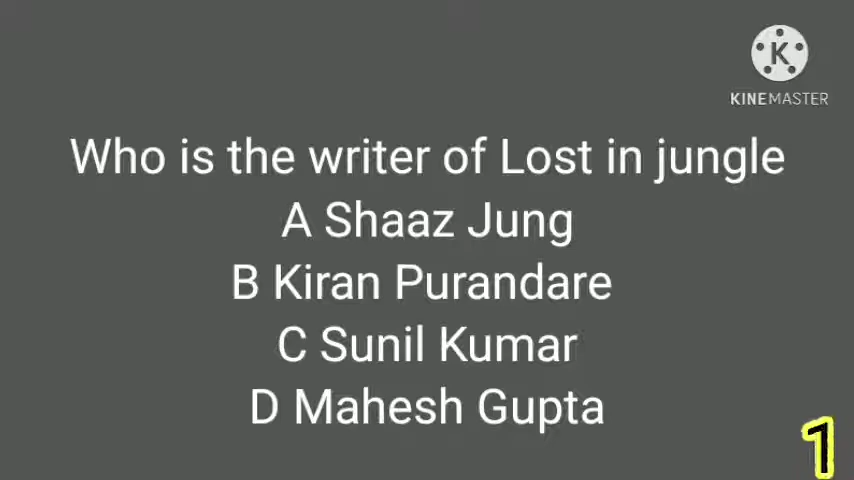 K
KINEMASTER
Who is the writer of Lost in jungle
A Shaaz Jung
B Kiran Purandare
C Sunil Kumar
D Mahesh Gupta
1